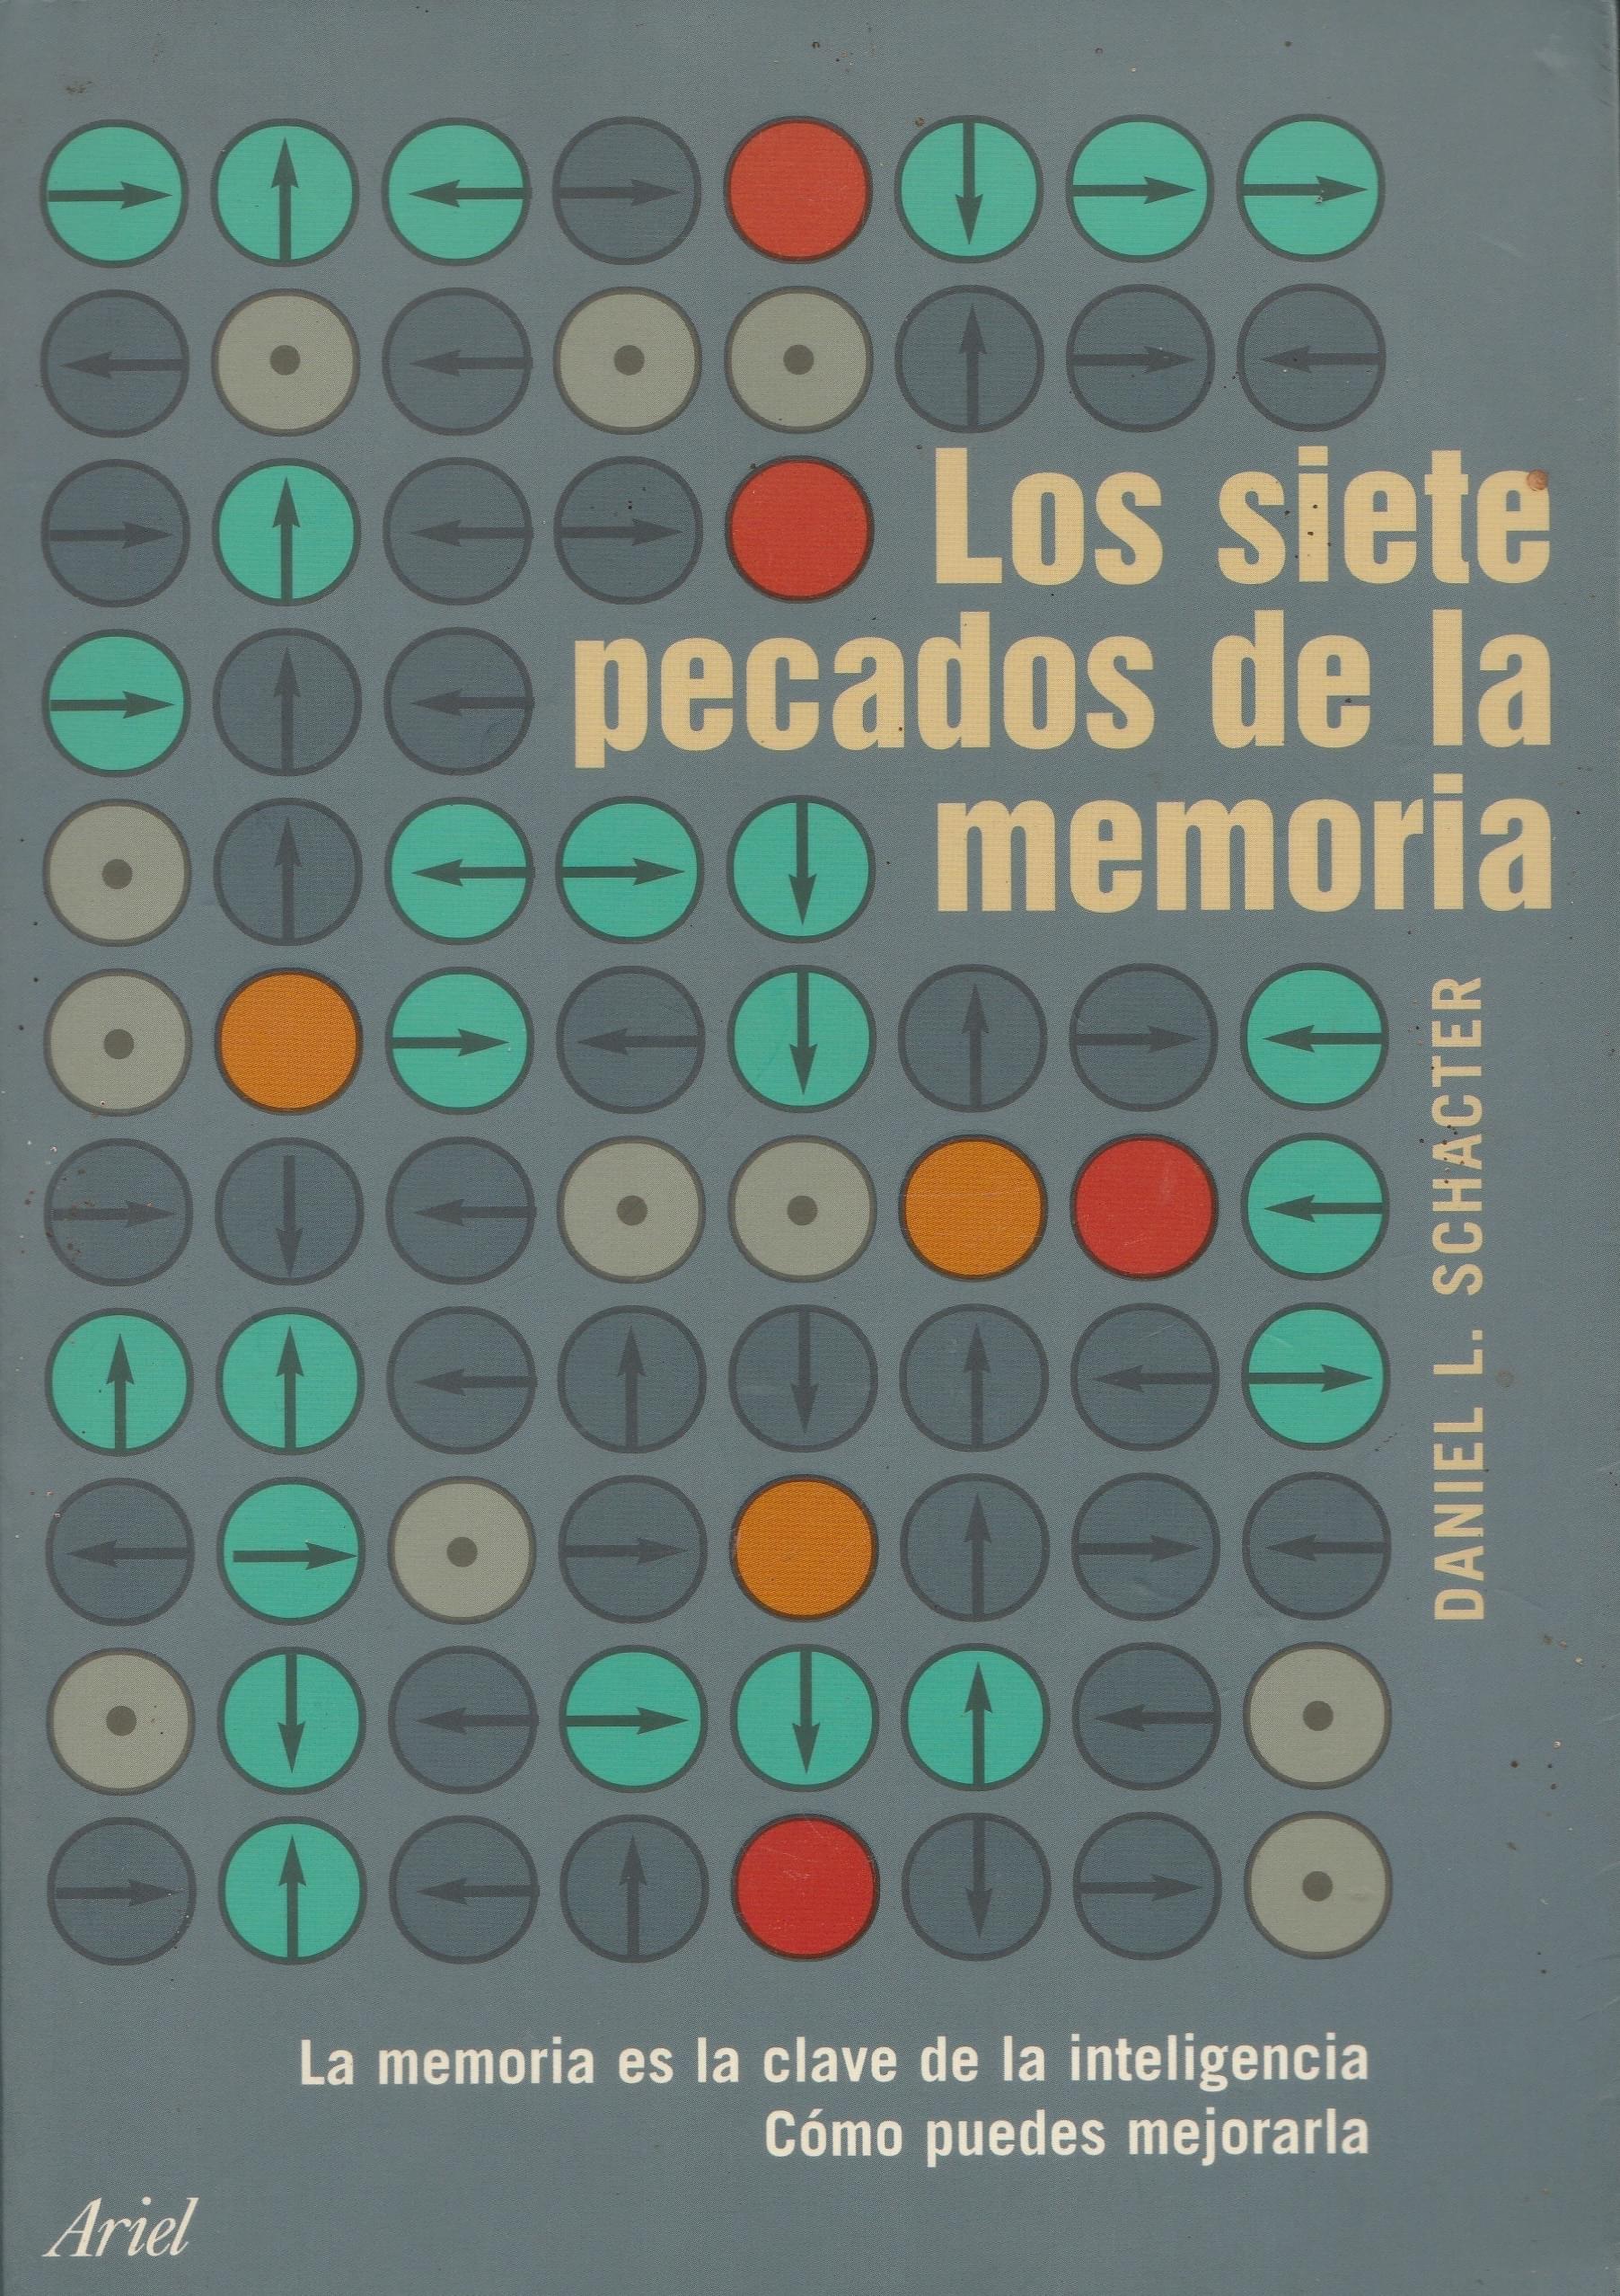 Los siete
pecados de la
memoria
DANIEL L. SCHACTER
La memoria es la clave de la inteligencia
Cómo puedes mejorarla
Ariel